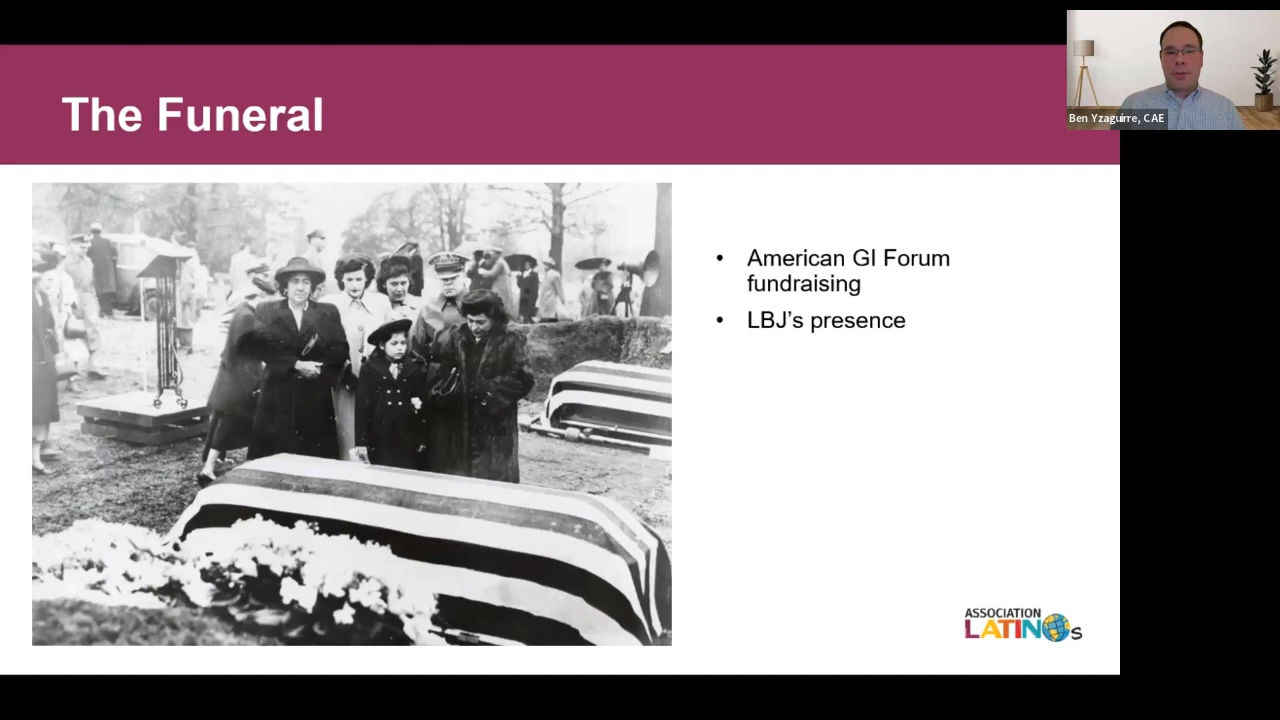 The Funeral
Ben Yzaguirre, CAE
• American GI Forum
fundraising
• LBJ’s presence
ASSOCIATION
LATINOs